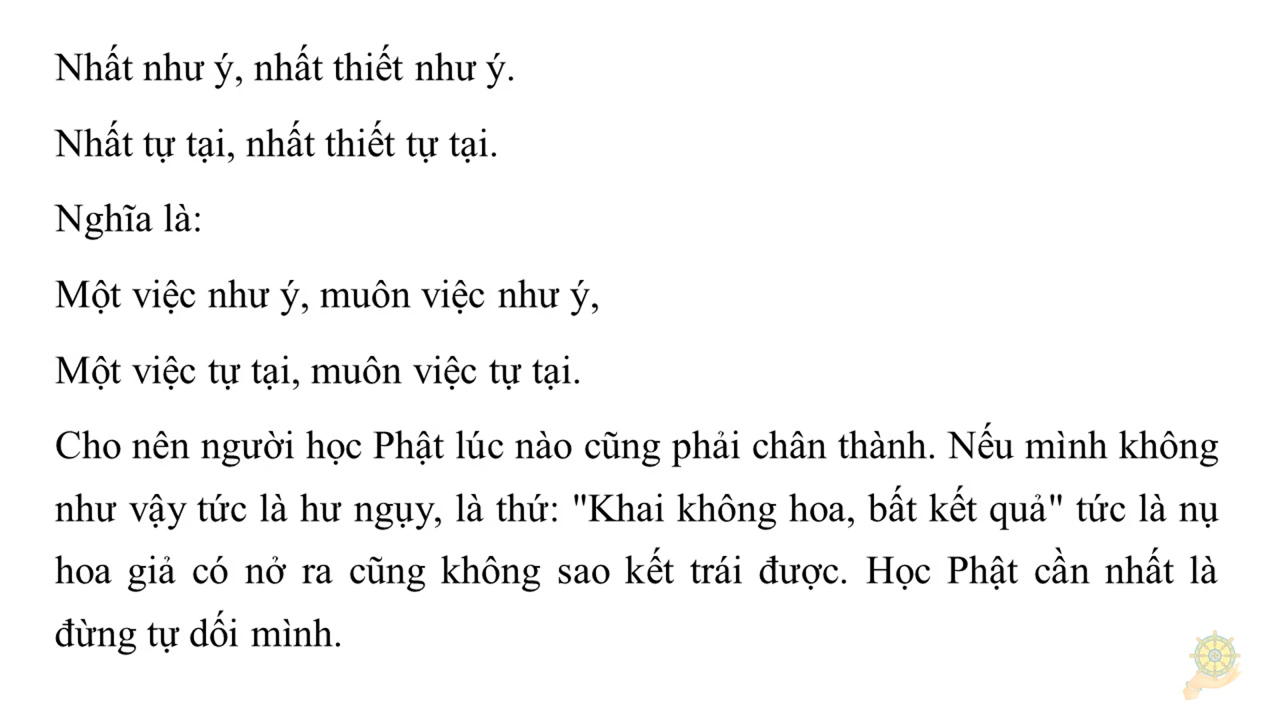 Nhất như ý, nhất thiết như ý.
Nhất tự tại, nhất thiết tự tại.
Nghĩa là:
Một việc như ý, muôn việc như ý,
Một việc tự tại, muôn việc tự tại.
Cho nên người học Phật lúc nào cũng phải chân thành. Nếu mình không
như vậy tức là hư ngụy, là thứ: "Khai không hoa, bất kết quả" tức là nụ
hoa giả có nở ra cũng không sao kết trái được. Học Phật cần nhất là
đừng tự dối mình.